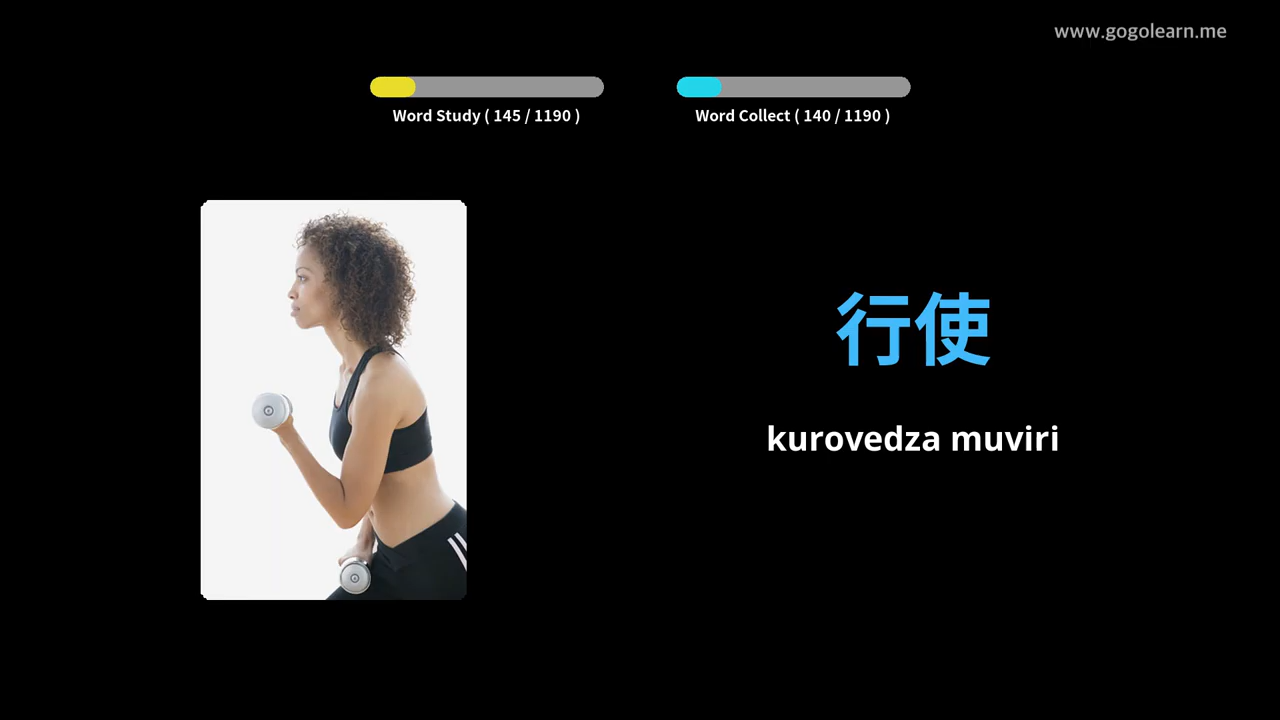 www.gogolearn.me
Word Study ( 145 / 1190 )
Word Collect ( 140 / 1190 )
行使
kurovedza muviri